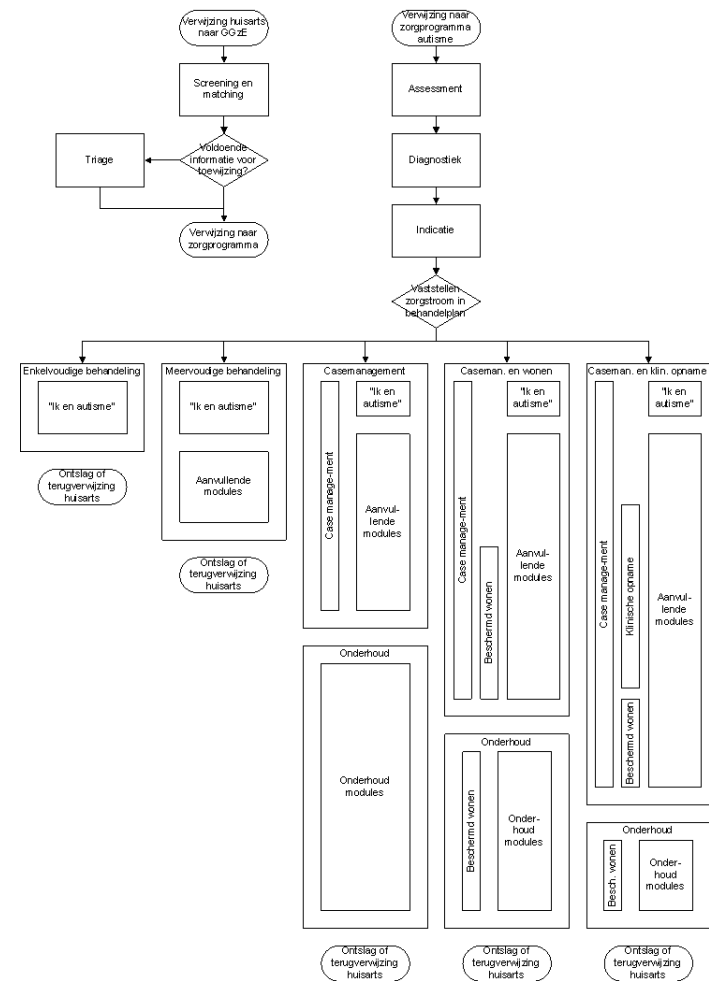 Verwijzing huisarts
naar GGzE
Screening en
matching
Voldoende
informatie voor
toewijzing?
Triage
Verwijzing naar
zorgprogramma
Verwijzing naar
zorgprogramma
autisme
Assessment
Diagnostiek
Indicatie
Vaststellen
zorgstroom in
behandelplan
Enkelvoudige behandeling
"Ik en autisme"
Ontslag of
terugverwijzing
huisarts
Meervoudige behandeling
"Ik en autisme"
Aanvullende
modules
Ontslag of
terugverwijzing
huisarts
Casemanagement
Case manage-ment
"Ik en
autisme"
Aanvul-
lende
modules
Onderhoud
Onderhoud
modules
Ontslag of
terugverwijzing
huisarts
Caseman. en wonen
Case manage-ment
Beschermd wonen
"Ik en
autisme"
Aanvul-
lende
modules
Onderhoud
Beschermd wonen
Onder-
houd
modules
Ontslag of
terugverwijzing
huisarts
Caseman. en klin. opname
Case manage-ment
Klinische opname
Beschermd wonen
"Ik en
autisme"
Aanvul-
lende
modules
Onderhoud
Besch. wonen
Onder-
houd
modules
Ontslag of
terugverwijzing
huisarts